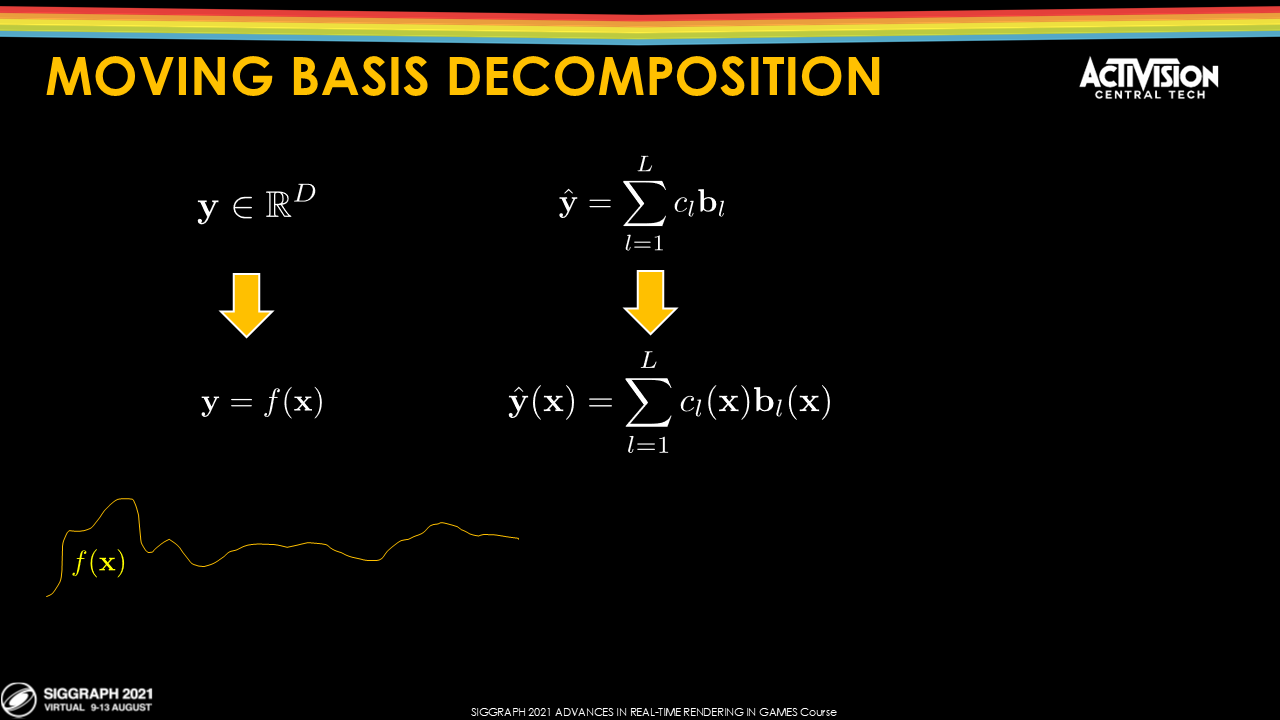 MOVING BASIS DECOMPOSITION
ACTIVISION
CENTRAL TECH
$\mathbf{y} \in \mathbb{R}^D$
$\hat{\mathbf{y}} = \sum_{l=1}^{L} c_l \mathbf{b}_l$
$\mathbf{y} = f(\mathbf{x})$
$\hat{\mathbf{y}}(\mathbf{x}) = \sum_{l=1}^{L} c_l(\mathbf{x}) \mathbf{b}_l(\mathbf{x})$
$f(\mathbf{x})$
SIGGRAPH 2021
VIRTUAL 9-13 AUGUST
SIGGRAPH 2021 ADVANCES IN REAL-TIME RENDERING IN GAMES Course